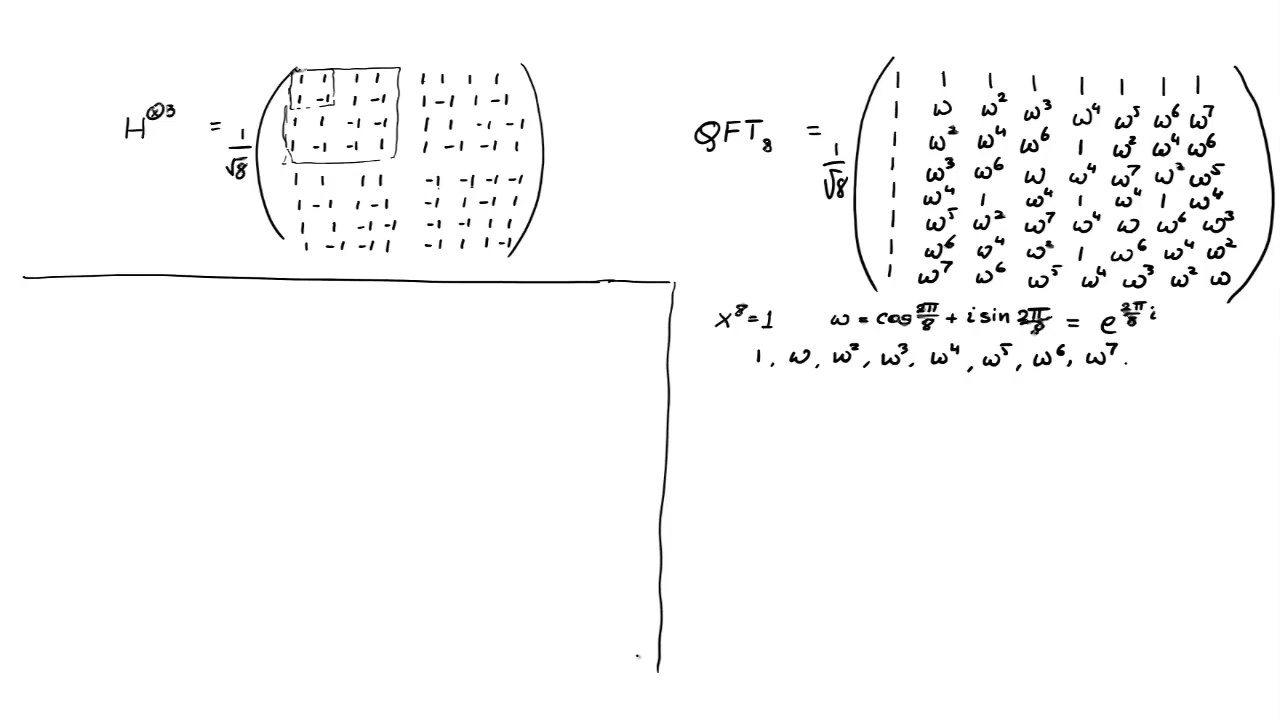 H^⊗3 = 1/√8
1 1 1 1 1 1 1 1
1 -1 1 -1 1 -1 1 -1
1 1 -1 -1 1 1 -1 -1
1 -1 -1 1 1 -1 -1 1
1 1 1 1 -1 -1 -1 -1
1 -1 1 -1 -1 1 -1 1
1 1 -1 -1 -1 -1 1 1
1 -1 -1 1 -1 1 1 -1
QFT₈ = 1/√8
1 1 1 1 1 1 1 1
1 ω ω² ω³ ω⁴ ω⁵ ω⁶ ω⁷
1 ω² ω⁴ ω⁶ 1 ω² ω⁴ ω⁶
1 ω³ ω⁶ ω ω⁴ ω⁷ ω² ω⁵
1 ω⁴ 1 ω⁴ 1 ω⁴ 1 ω⁴
1 ω⁵ ω² ω⁷ ω⁴ ω ω⁶ ω³
1 ω⁶ ω⁴ ω² 1 ω⁶ ω⁴ ω²
1 ω⁷ ω⁶ ω⁵ ω⁴ ω³ ω² ω
x⁸=1 ω = cos 2π/8 + i sin 2π/8 = e^(2π/8 i)
1, ω, ω², ω³, ω⁴, ω⁵, ω⁶, ω⁷.